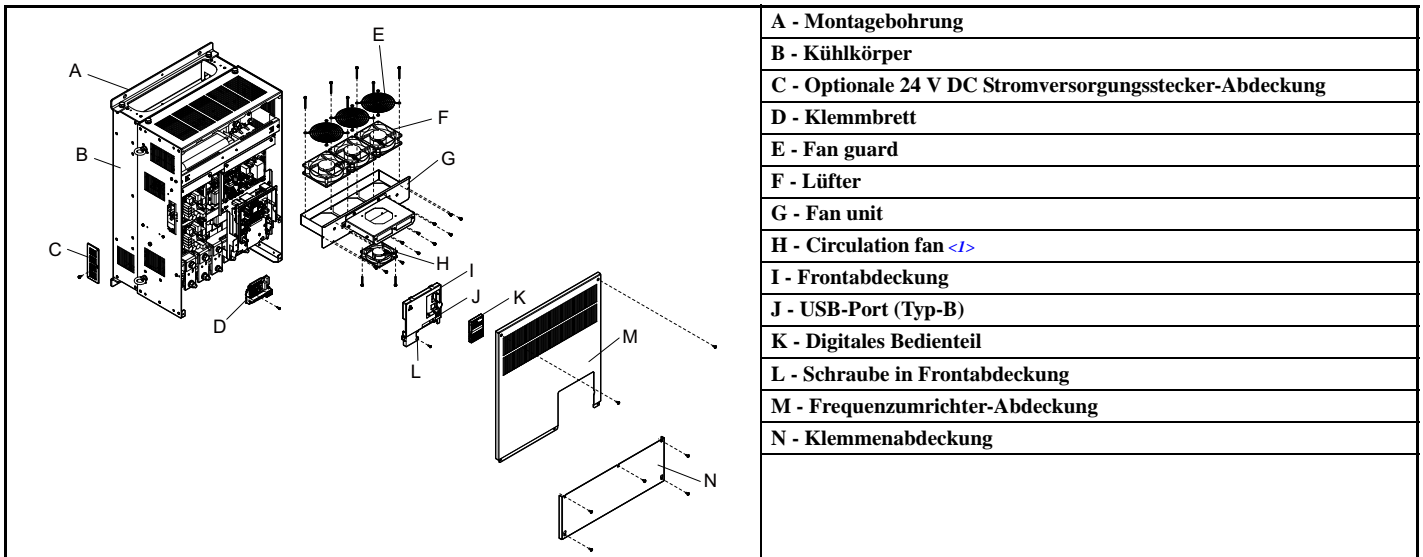 A
B
C
D
E
F
G
H
I
J
K
L
M
N
A - Montagebohrung
B - Kühlkörper
C - Optionale 24 V DC Stromversorgungsstecker-Abdeckung
D - Klemmbrett
E - Fan guard
F - Lüfter
G - Fan unit
H - Circulation fan <1>
I - Frontabdeckung
J - USB-Port (Typ-B)
K - Digitales Bedienteil
L - Schraube in Frontabdeckung
M - Frequenzumrichter-Abdeckung
N - Klemmenabdeckung